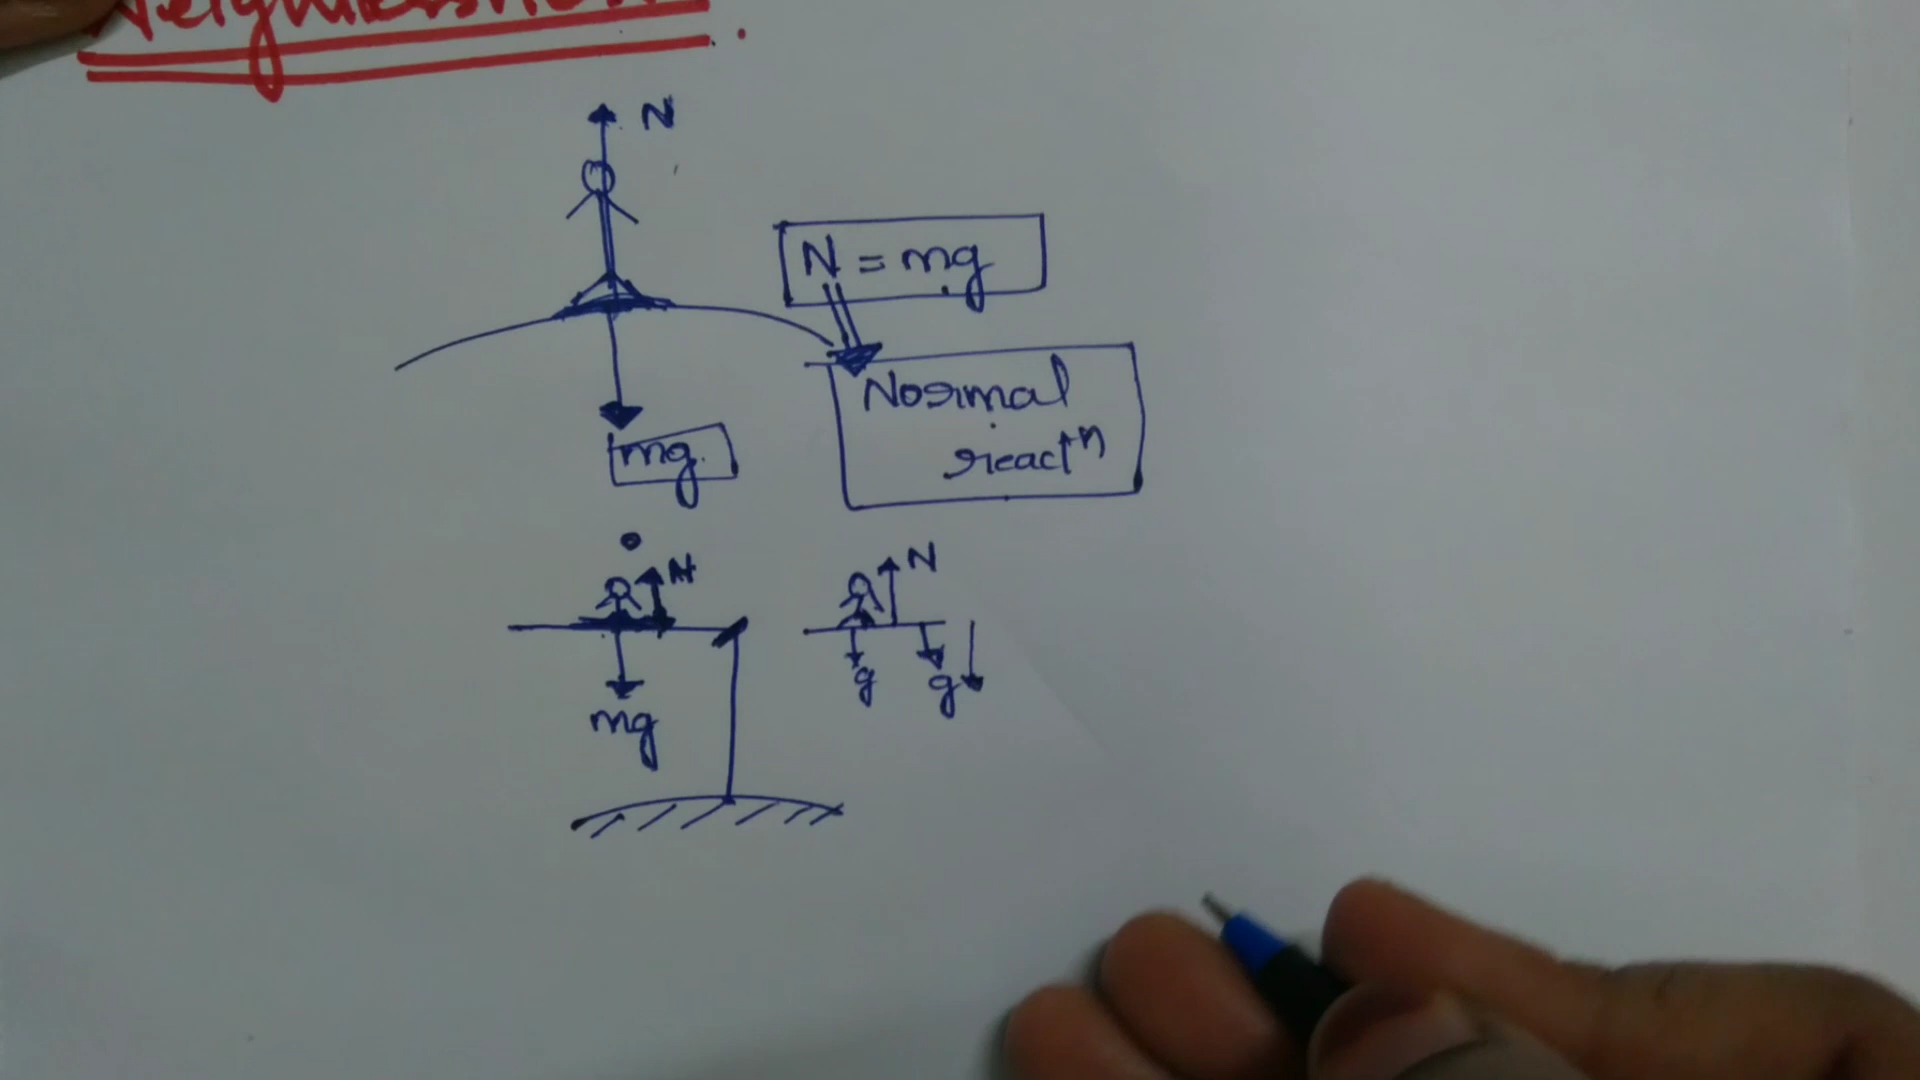 N
N = mg
Normal
mg.
reactⁿ
N
N
mg
g
g